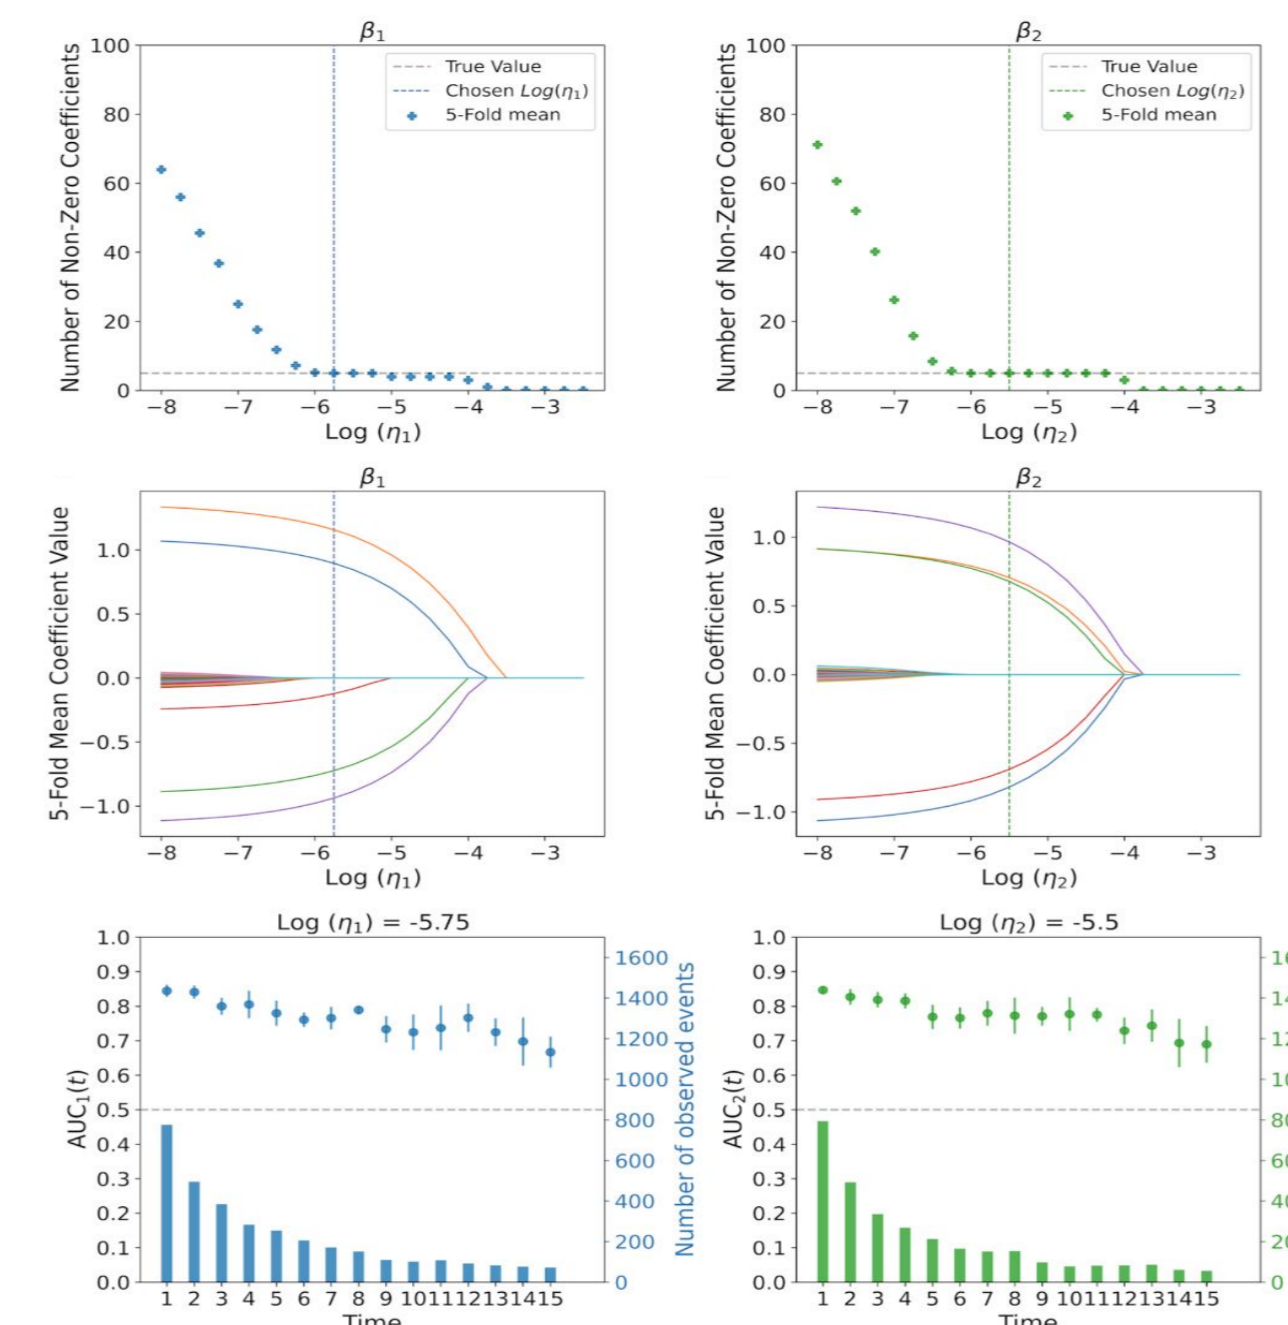 β1
100
80
60
40
20
0
Number of Non-Zero Coefficients
True Value
Chosen Log(η1)
5-Fold mean
−8 −7 −6 −5 −4 −3
Log (η1)
β2
100
80
60
40
20
0
Number of Non-Zero Coefficients
True Value
Chosen Log(η2)
5-Fold mean
−8 −7 −6 −5 −4 −3
Log (η2)
β1
1.0
0.5
0.0
−0.5
−1.0
5-Fold Mean Coefficient Value
−8 −7 −6 −5 −4 −3
Log (η1)
β2
1.0
0.5
0.0
−0.5
−1.0
5-Fold Mean Coefficient Value
−8 −7 −6 −5 −4 −3
Log (η2)
Log (η1) = -5.75
1.0
0.9
0.8
0.7
0.6
0.5
0.4
0.3
0.2
0.1
0.0
AUC1(t)
1600
1400
1200
1000
800
600
400
200
0
Number of observed events
1 2 3 4 5 6 7 8 9 10 11 12 13 14 15
Time
Log (η2) = -5.5
1.0
0.9
0.8
0.7
0.6
0.5
0.4
0.3
0.2
0.1
0.0
AUC2(t)
0
1 2 3 4 5 6 7 8 9 10 11 12 13 14 15
Time